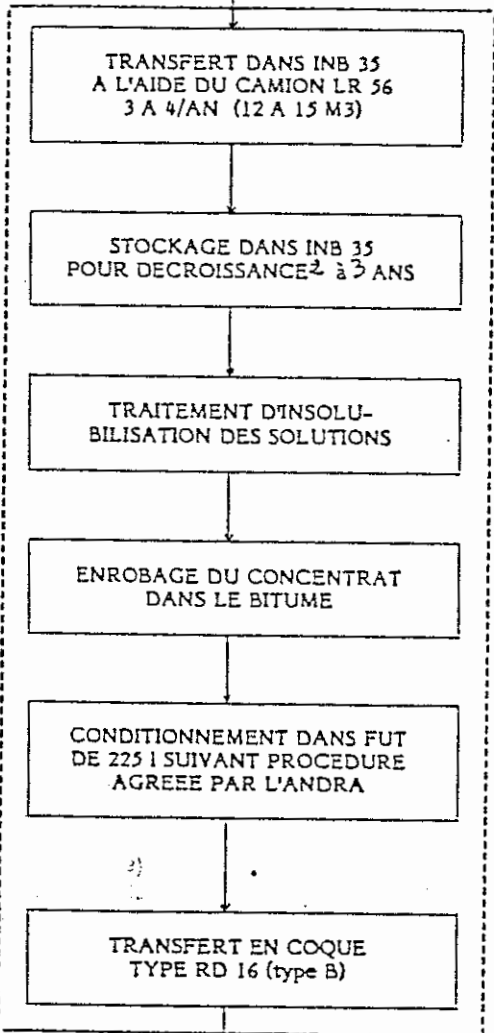 TRANSFERT DANS INB 35
A L'AIDE DU CAMION LR 56
3 A 4/AN (12 A 15 M3)
STOCKAGE DANS INB 35
POUR DECROISSANCE 2 à 3 ANS
TRAITEMENT D'INSOLU-
BILISATION DES SOLUTIONS
ENROBAGE DU CONCENTRAT
DANS LE BITUME
CONDITIONNEMENT DANS FUT
DE 225 l SUIVANT PROCEDURE
AGREEE PAR L'ANDRA
TRANSFERT EN COQUE
TYPE RD 16 (type B)